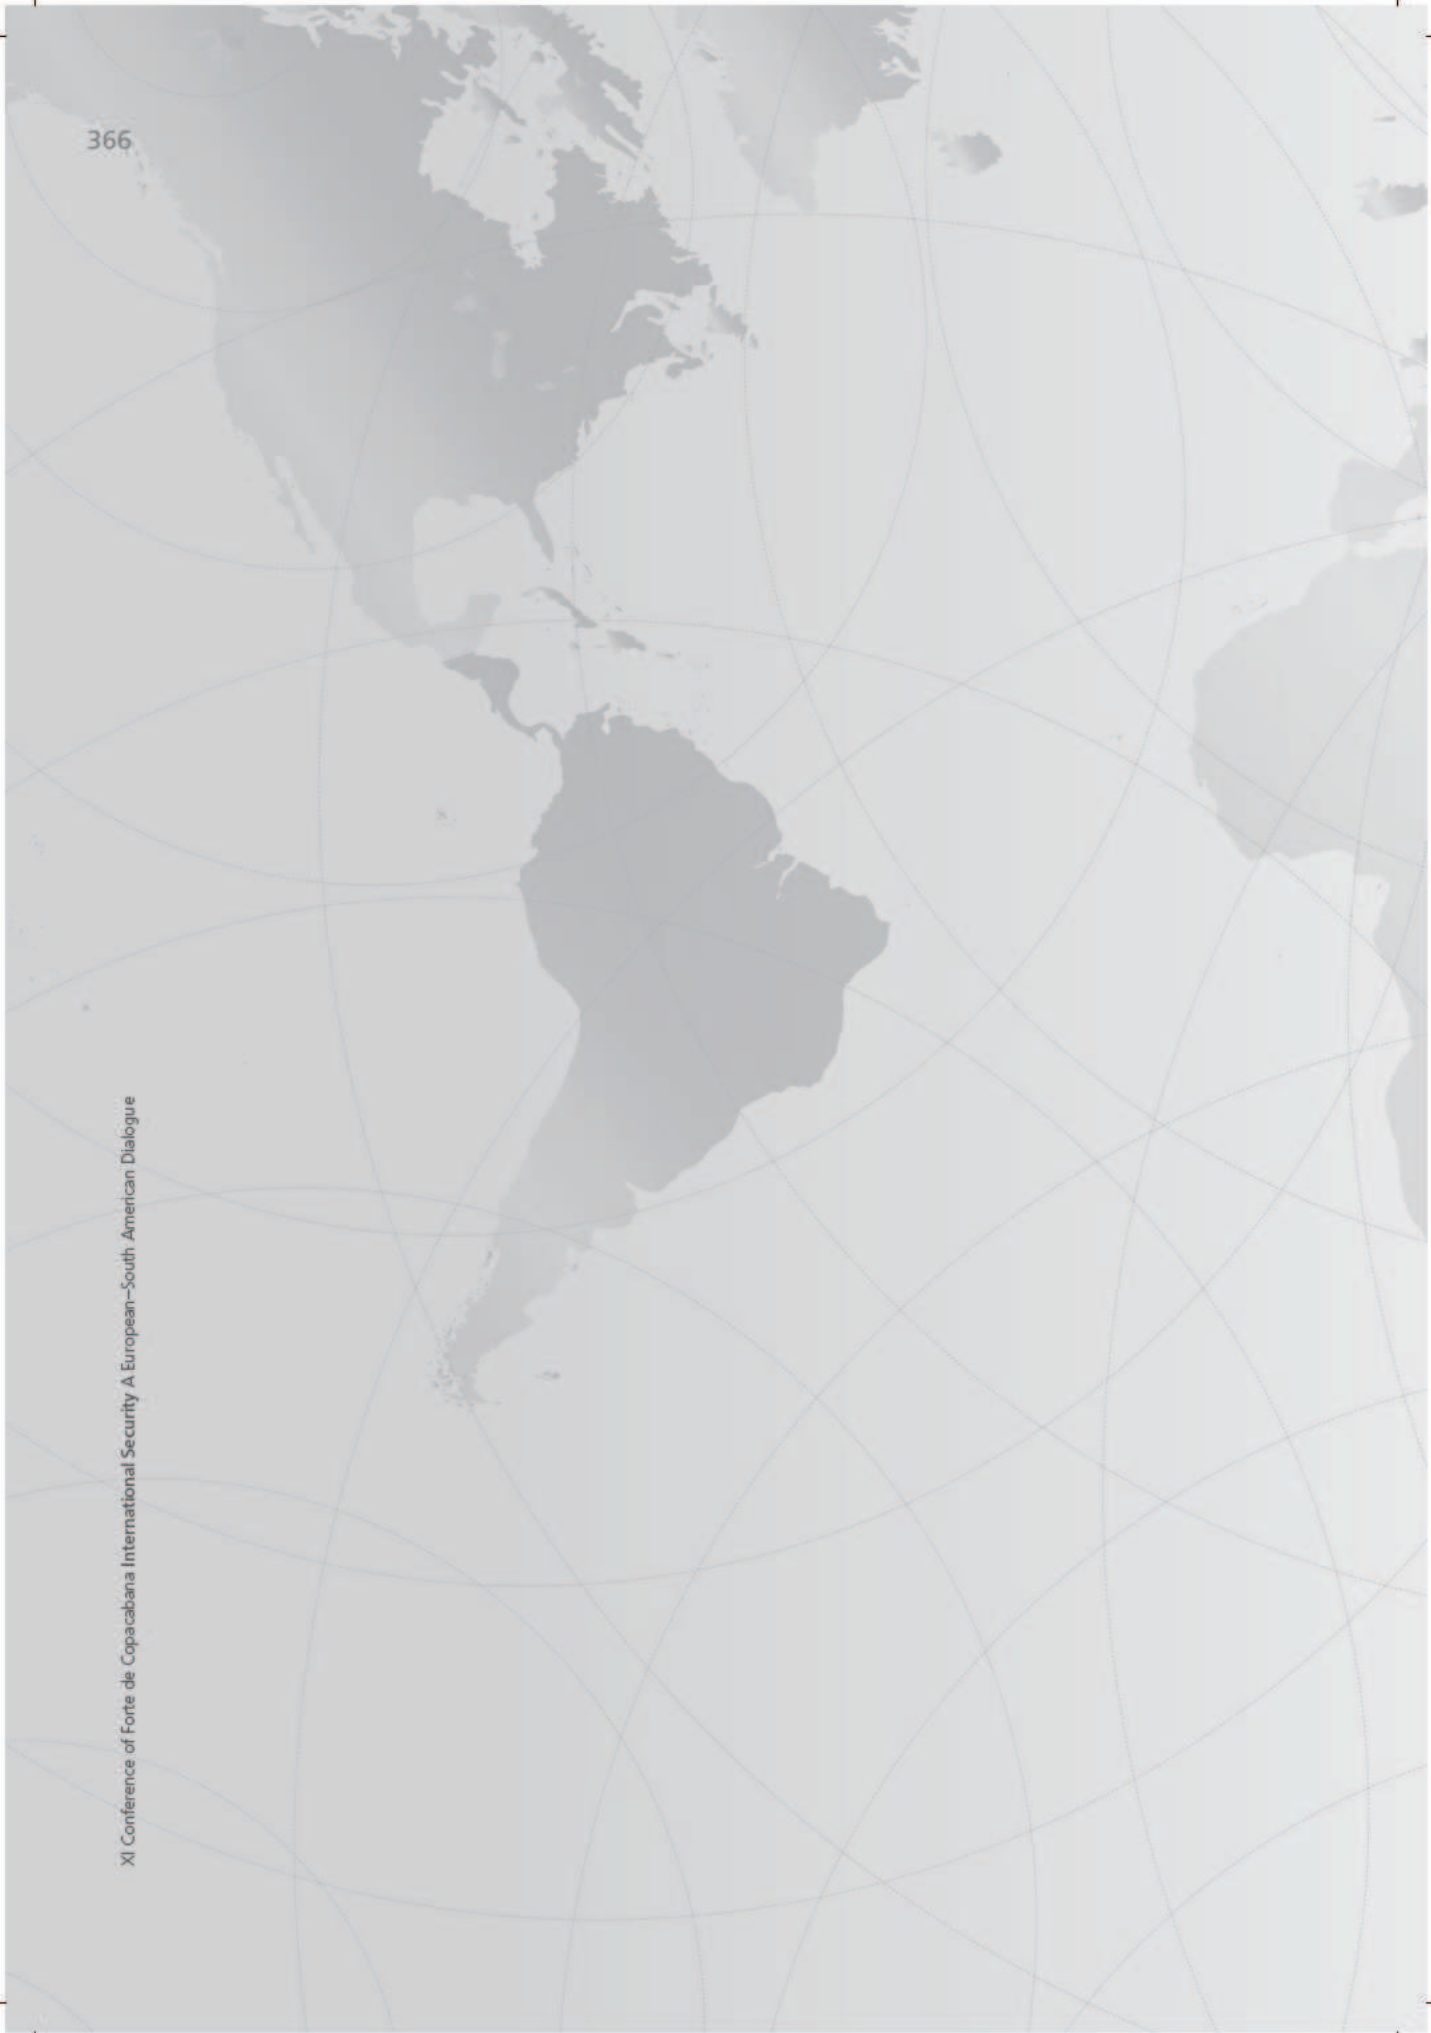 366
XI Conference of Forte de Copacabana International Security A European–South American Dialogue